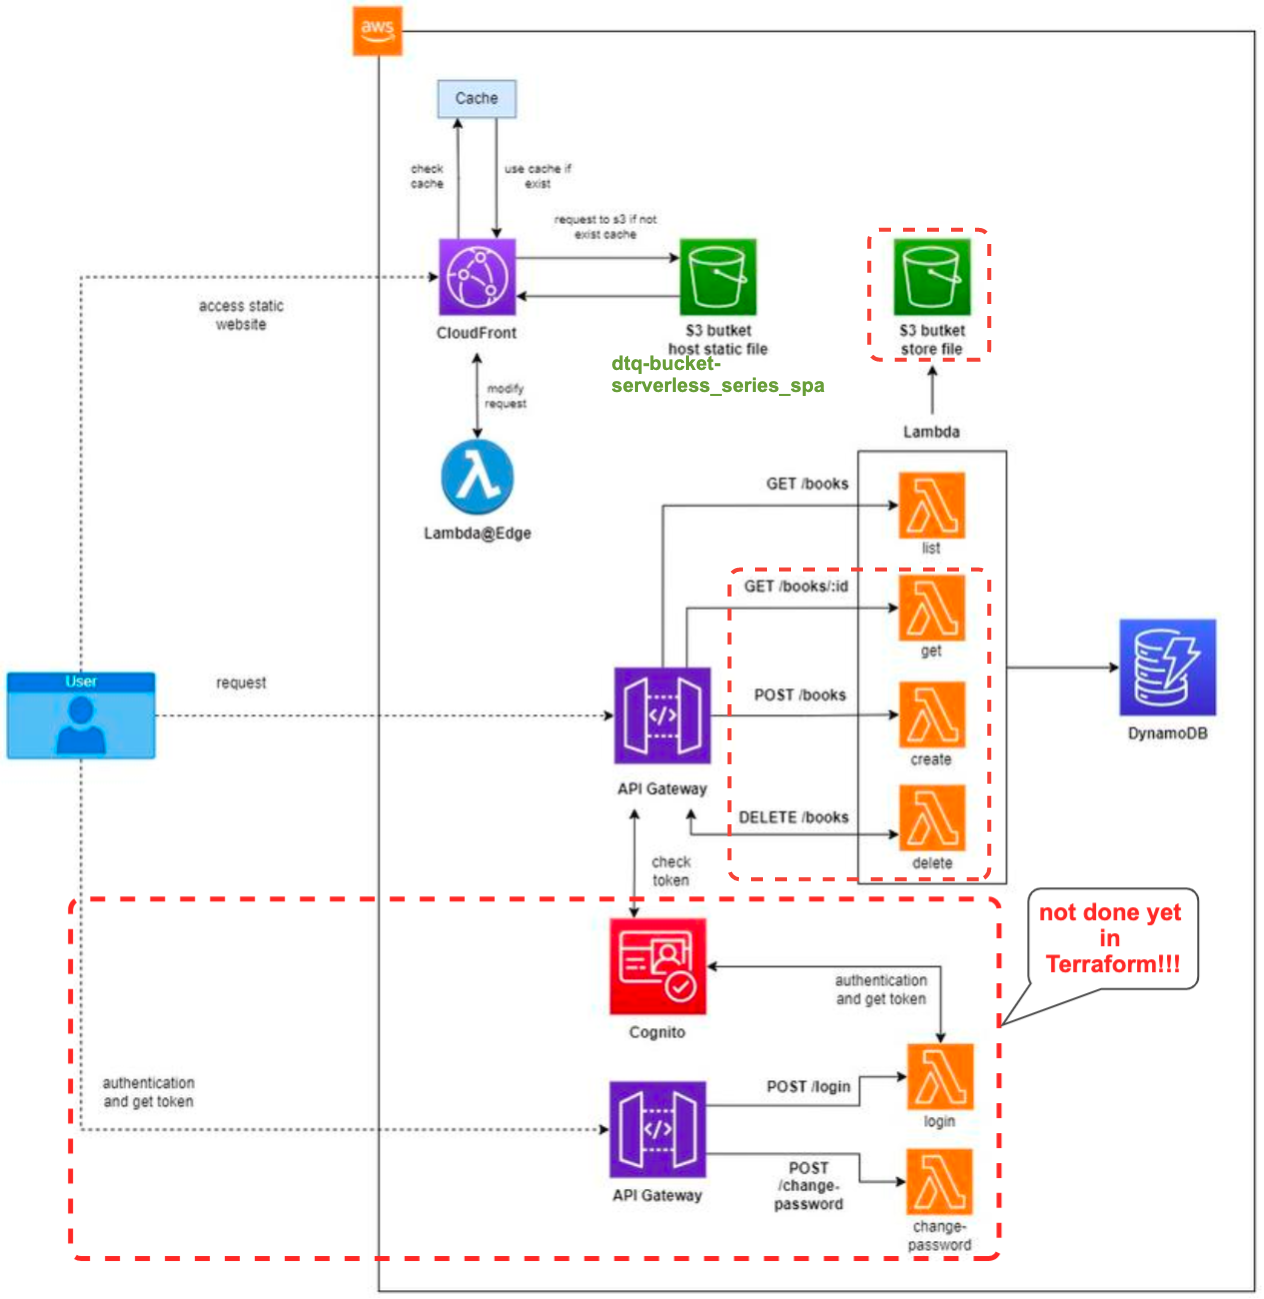 aws
Cache
check
cache
use cache if
exist
request to s3 if not
exist cache
access static
website
CloudFront
S3 butket
host static file
dtq-bucket-
serverless_series_spa
S3 butket
store file
modify
request
Lambda
Lambda@Edge
GET /books
list
GET /books/:id
get
User
request
POST /books
create
DynamoDB
API Gateway
DELETE /books
delete
check
token
not done yet
in
Terraform!!!
authentication
and get token
Cognito
authentication
and get token
POST /login
login
API Gateway
POST
/change-
password
change-
password